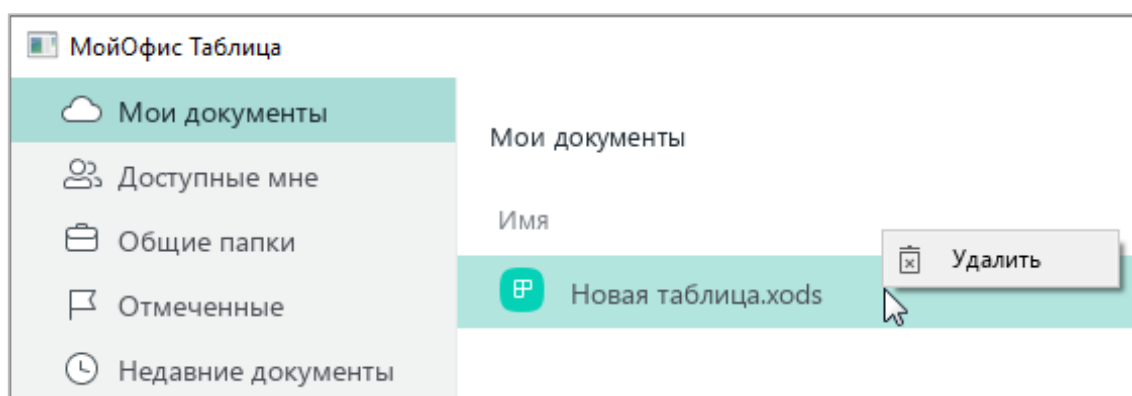 МойОфис Таблица
Мои документы
Доступные мне
Общие папки
Отмеченные
Недавние документы
Мои документы
Имя
Новая таблица.xods
Удалить